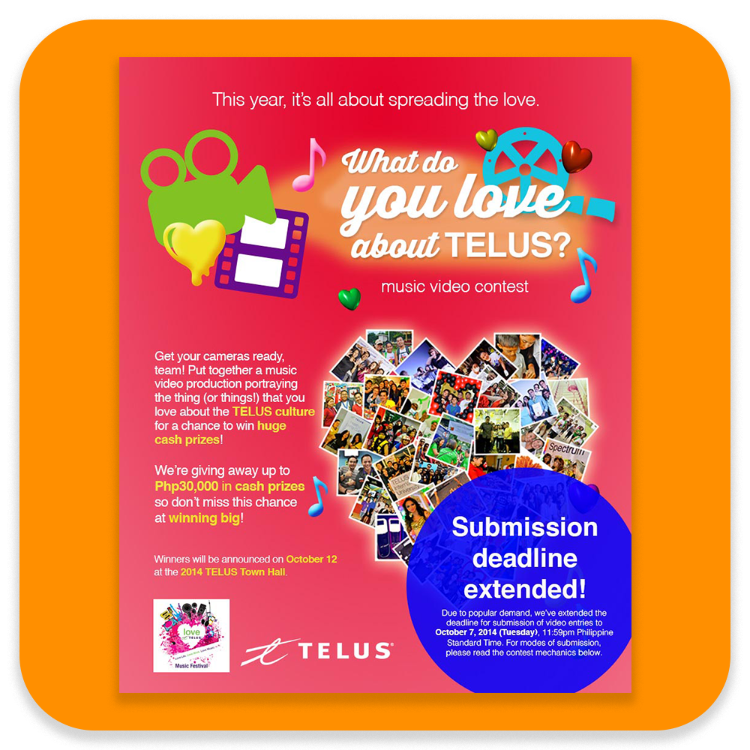 This year, it's all about spreading the love.
What do
you love
about TELUS?
music video contest
Get your cameras ready,
team! Put together a music
video production portraying
the thing (or things!) that you
love about the TELUS culture
for a chance to win huge
cash prizes!
We're giving away up to
Php30,000 in cash prizes
so don't miss this chance
at winning big!
Winners will be announced on October 12
at the 2014 TELUS Town Hall.
Spectrum
Submission
deadline
extended!
Due to popular demand, we've extended the
deadline for submission of video entries to
October 7, 2014 (Tuesday), 11:59pm Philippine
Standard Time. For modes of submission,
please read the contest mechanics below.
love
TELUS
Music Festival
TELUS®